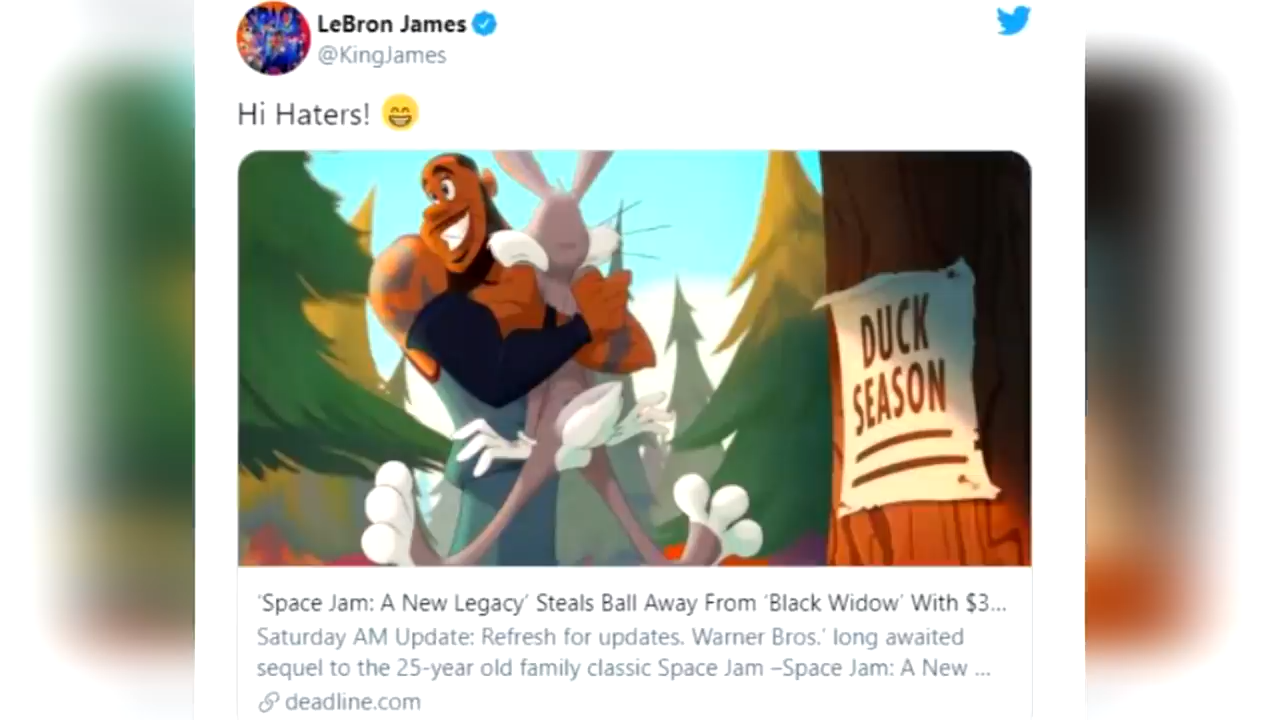 LeBron James
@KingJames
Hi Haters! 😁
DUCK
SEASON
‘Space Jam: A New Legacy’ Steals Ball Away From ‘Black Widow’ With $3...
Saturday AM Update: Refresh for updates. Warner Bros.’ long awaited
sequel to the 25-year old family classic Space Jam –Space Jam: A New ...
deadline.com